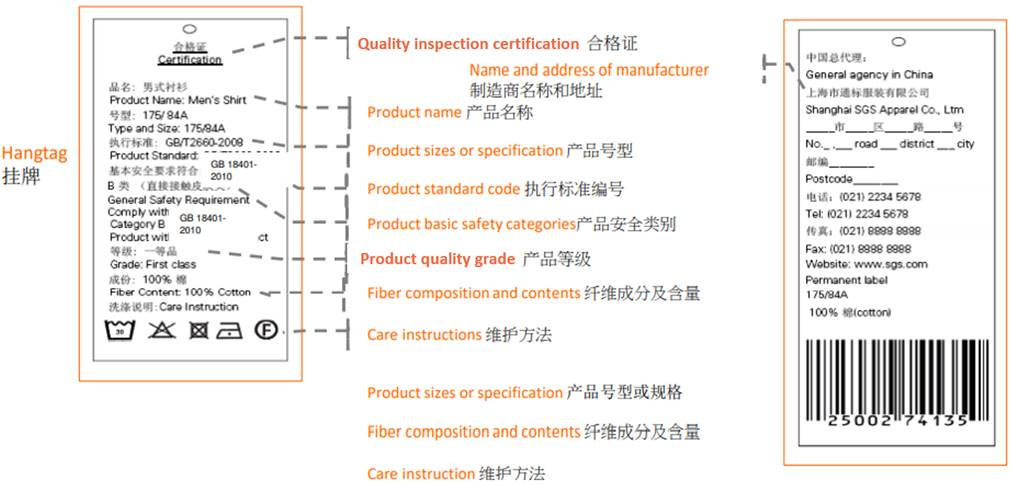 Hangtag
挂牌
合格证
Certification
品名: 男式衬衫
Product Name: Men's Shirt
号型: 175/ 84A
Type and Size: 175/84A
执行标准: GB/T2660-2008
Product Standard:
GB 18401-
2010
基本安全要求符合
B 类 (直接接触皮
General Safety Requirement
Comply with
GB 18401-
2010
Category B
Product wit
ct
等级: 一等品
Grade: First class
成份: 100% 棉
Fiber Content: 100% Cotton
洗涤说明: Care Instruction
30
F
Quality inspection certification 合格证
Name and address of manufacturer
制造商名称和地址
Product name 产品名称
Product sizes or specification 产品号型
Product standard code 执行标准编号
Product basic safety categories产品安全类别
Product quality grade 产品等级
Fiber composition and contents 纤维成分及含量
Care instructions 维护方法
Product sizes or specification 产品号型或规格
Fiber composition and contents 纤维成分及含量
Care instruction 维护方法
中国总代理:
General agency in China
上海市通标服装有限公司
Shanghai SGS Apparel Co., Ltm
_____市_____区_____路_____号
No._ .___ road ___ district ___ city
邮编________
Postcode________
电话: (021) 2234 5678
Tel: (021) 2234 5678
传真: (021) 8888 8888
Fax: (021) 8888 8888
Website: www.sgs.com
Permanent label
175/84A
100% 棉(cotton)
25002 74135